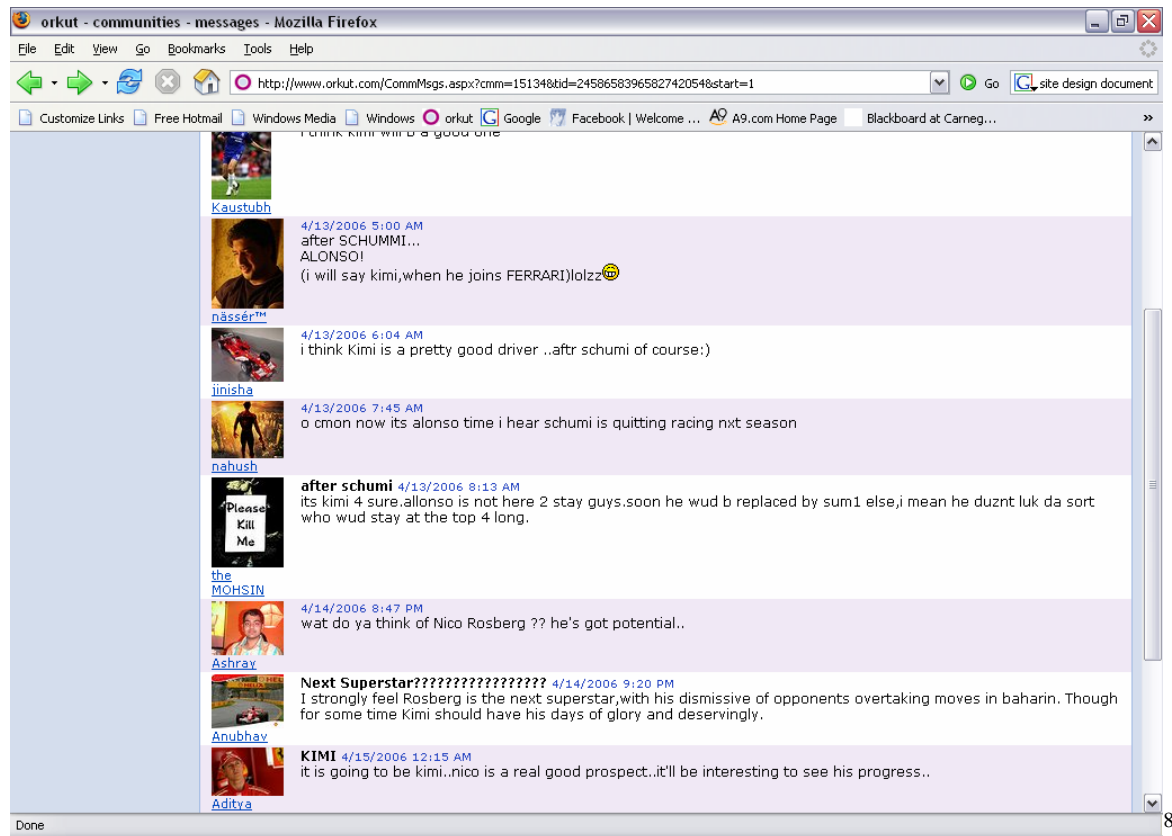 orkut - communities - messages - Mozilla Firefox
File Edit View Go Bookmarks Tools Help
http://www.orkut.com/CommMsgs.aspx?cmm=15134&tid=2458658396582742054&start=1 Go G site design document
Customize Links Free Hotmail Windows Media Windows orkut G Google Facebook | Welcome ... A9 A9.com Home Page Blackboard at Carneg... »
i think kimi will b a good one
Kaustubh
4/13/2006 5:00 AM
after SCHUMMI...
ALONSO!
(i will say kimi,when he joins FERRARI)lolzz
nässér™
4/13/2006 6:04 AM
i think Kimi is a pretty good driver ..aftr schumi of course:)
jinisha
4/13/2006 7:45 AM
o cmon now its alonso time i hear schumi is quitting racing nxt season
nahush
after schumi 4/13/2006 8:13 AM
its kimi 4 sure.allonso is not here 2 stay guys.soon he wud b replaced by sum1 else,i mean he duznt luk da sort
who wud stay at the top 4 long.
Please
Kill
Me
the
MOHSIN
4/14/2006 8:47 PM
wat do ya think of Nico Rosberg ?? he's got potential..
Ashray
Next Superstar????????????????? 4/14/2006 9:20 PM
I strongly feel Rosberg is the next superstar,with his dismissive of opponents overtaking moves in baharin. Though
for some time Kimi should have his days of glory and deservingly.
Anubhav
KIMI 4/15/2006 12:15 AM
it is going to be kimi..nico is a real good prospect..it'll be interesting to see his progress..
Aditya
Done
8